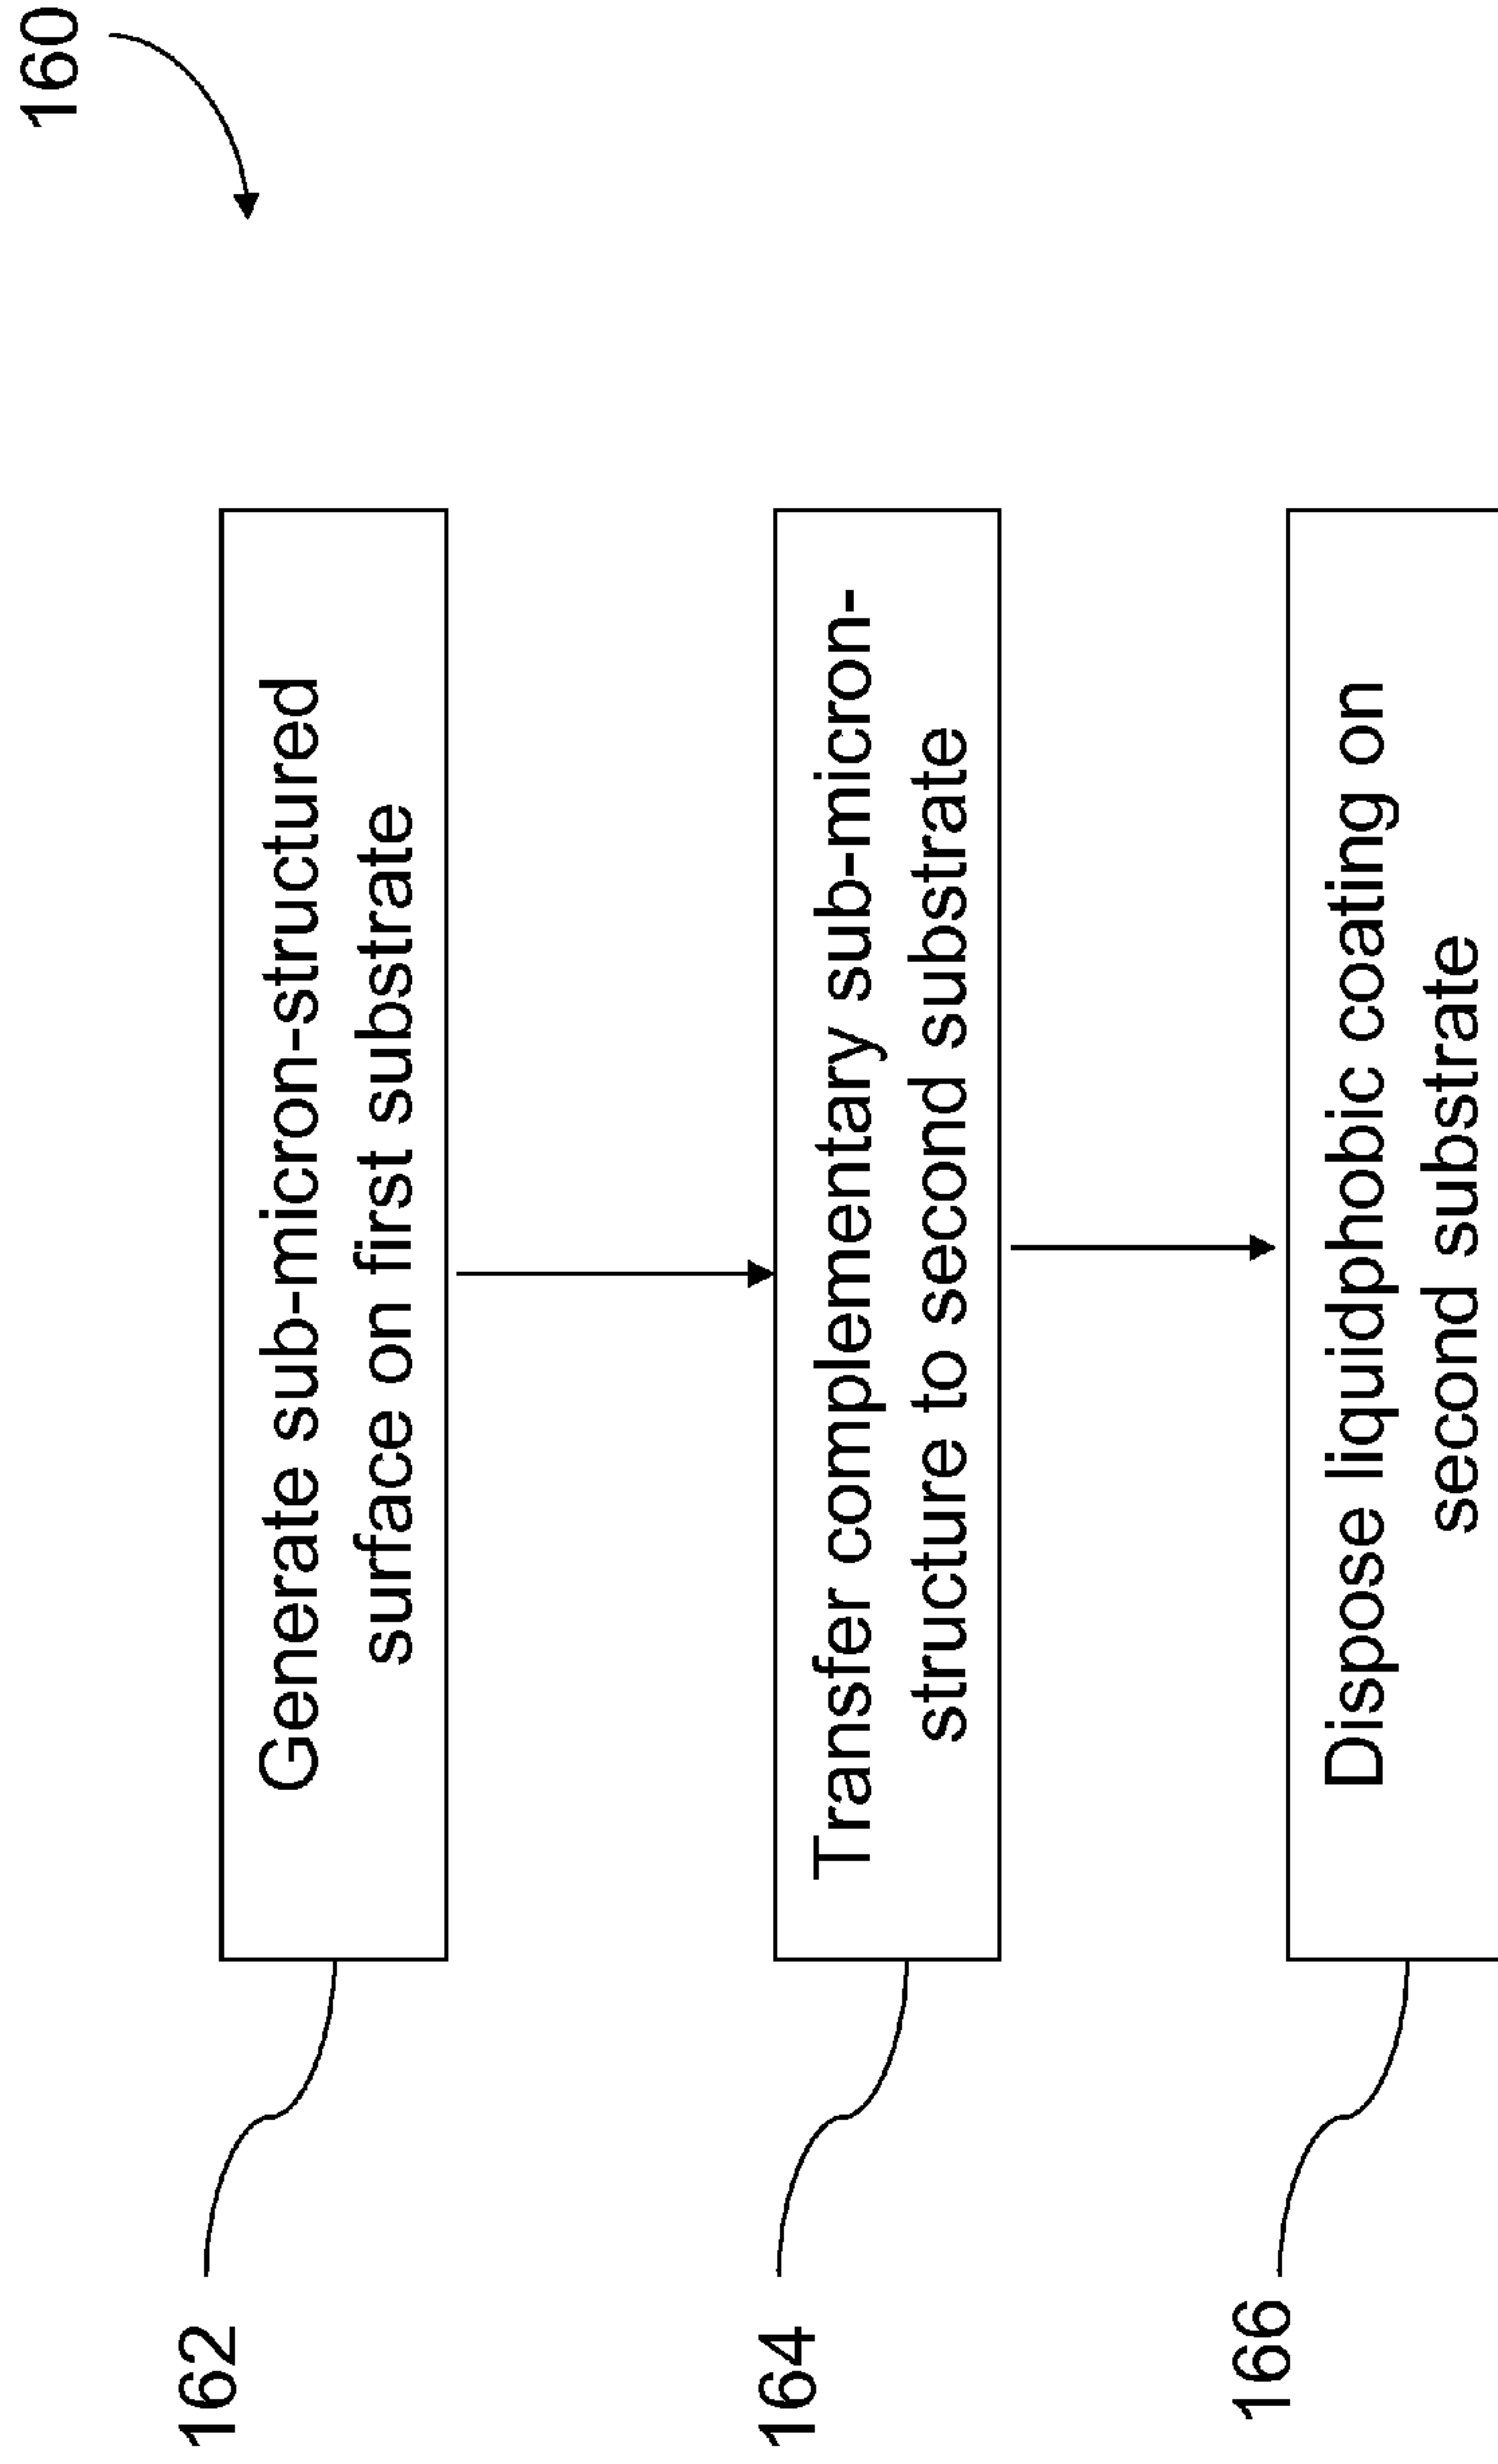 160
162
Generate sub-micron-structured
surface on first substrate
164
Transfer complementary sub-micron-
structure to second substrate
166
Dispose liquidphobic coating on
second substrate